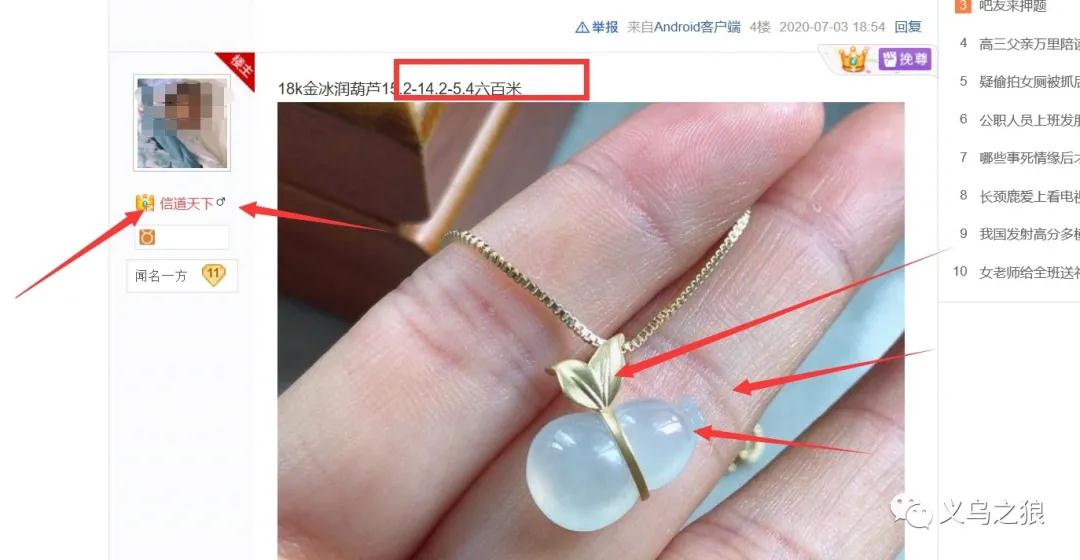 举报 来自Android客户端 4楼 2020-07-03 18:54 回复
楼主
挽尊
18k金冰润葫芦15.2-14.2-5.4六百米
信道天下♂
闻名一方 11
3 吧友来押题
4 高三父亲万里陪读
5 疑偷拍女厕被抓后
6 公职人员上班发朋
7 哪些事死情缘后才
8 长颈鹿爱上看电视
9 我国发射高分多模
10 女老师给全班送礼
义乌之狼